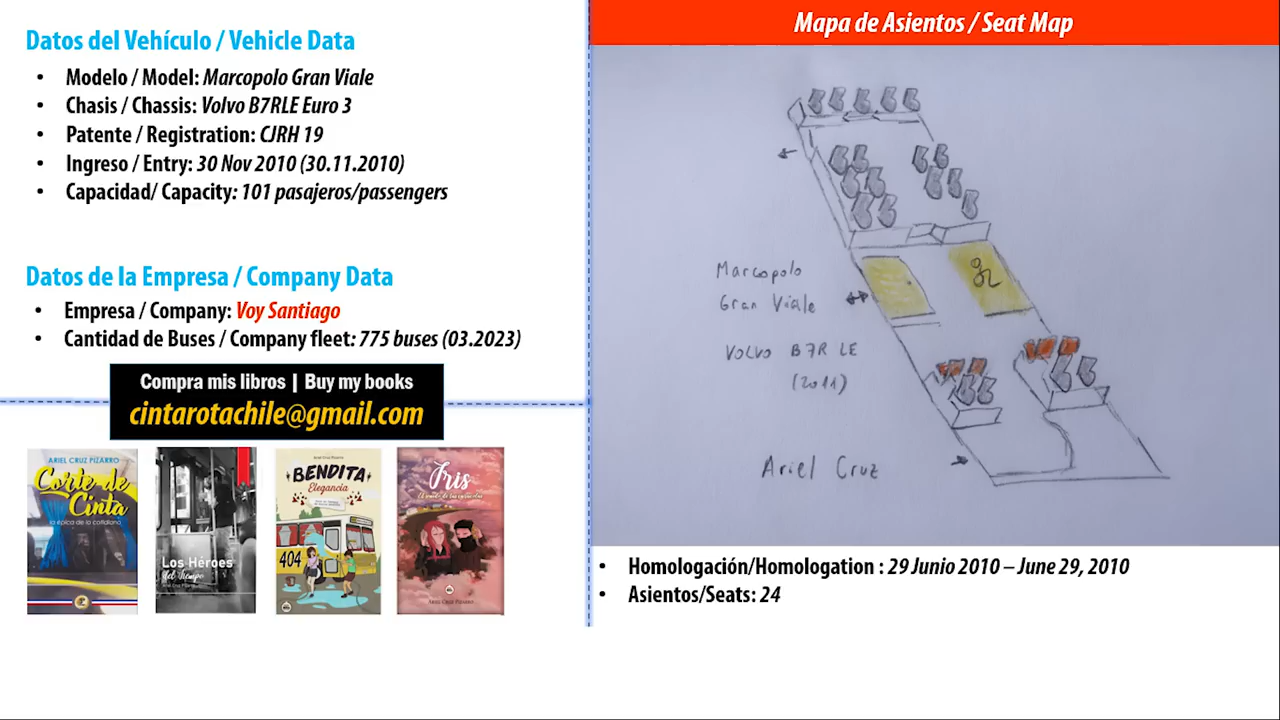 Datos del Vehículo / Vehicle Data
• Modelo / Model: Marcopolo Gran Viale
• Chasis / Chassis: Volvo B7RLE Euro 3
• Patente / Registration: CJRH 19
• Ingreso / Entry: 30 Nov 2010 (30.11.2010)
• Capacidad/ Capacity: 101 pasajeros/passengers
Datos de la Empresa / Company Data
• Empresa / Company: Voy Santiago
• Cantidad de Buses / Company fleet: 775 buses (03.2023)
Compra mis libros | Buy my books
cintarotachile@gmail.com
ARIEL CRUZ PIZARRO
Corte de
Cinta
la épica de lo cotidiano
Los Héroes
del Tiempo
BENDITA
Elegancia
404
Iris
Mapa de Asientos / Seat Map
Marcopolo
Gran Viale
VOLVO B7R LE
(2011)
Ariel Cruz
• Homologación/Homologation : 29 Junio 2010 – June 29, 2010
• Asientos/Seats: 24